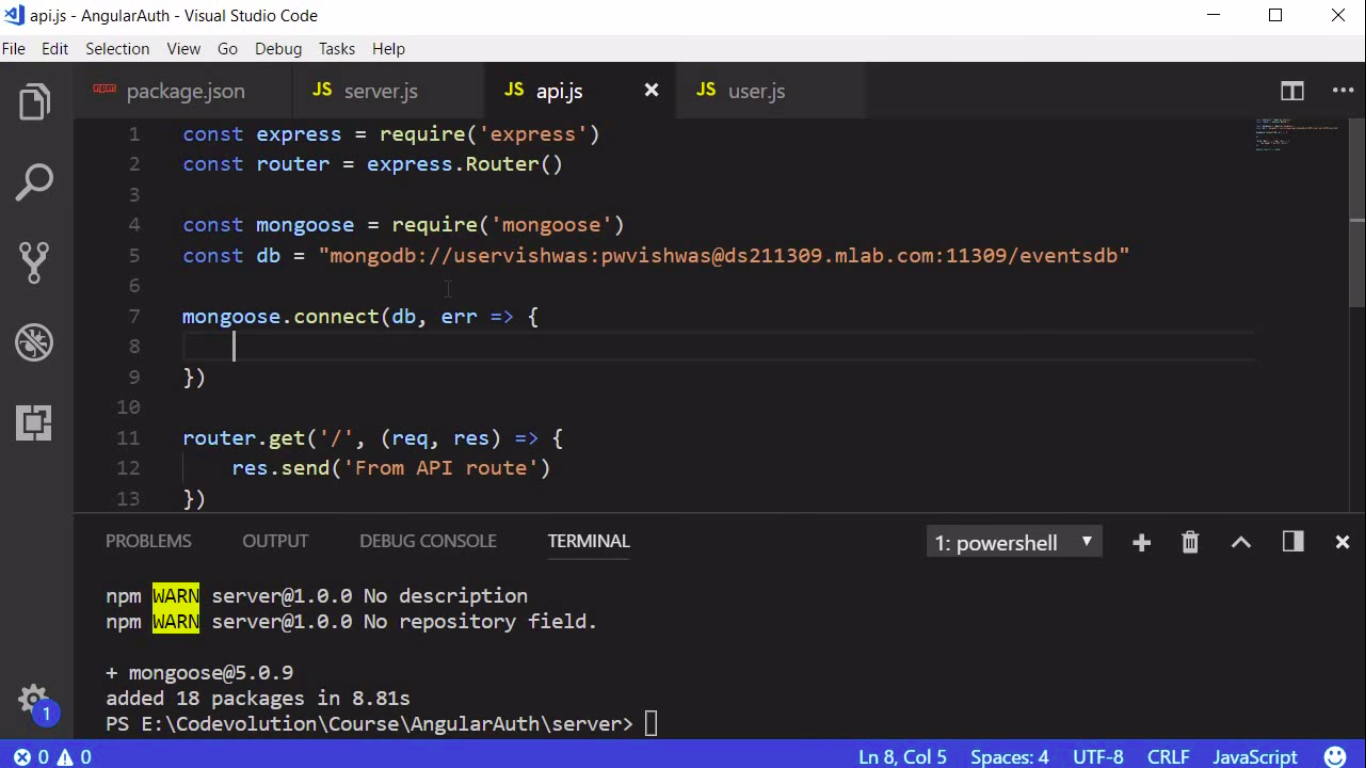 api.js - AngularAuth - Visual Studio Code
File Edit Selection View Go Debug Tasks Help
npm package.json JS server.js JS api.js JS user.js
1 const express = require('express')
2 const router = express.Router()
3
4 const mongoose = require('mongoose')
5 const db = "mongodb://uservishwas:pwvishwas@ds211309.mlab.com:11309/eventsdb"
6
7 mongoose.connect(db, err => {
8
9 })
10
11 router.get('/', (req, res) => {
12 res.send('From API route')
13 })
PROBLEMS OUTPUT DEBUG CONSOLE TERMINAL 1: powershell
npm WARN server@1.0.0 No description
npm WARN server@1.0.0 No repository field.
+ mongoose@5.0.9
added 18 packages in 8.81s
PS E:\Codevolution\Course\AngularAuth\server>
1
0 0 Ln 8, Col 5 Spaces: 4 UTF-8 CRLF JavaScript